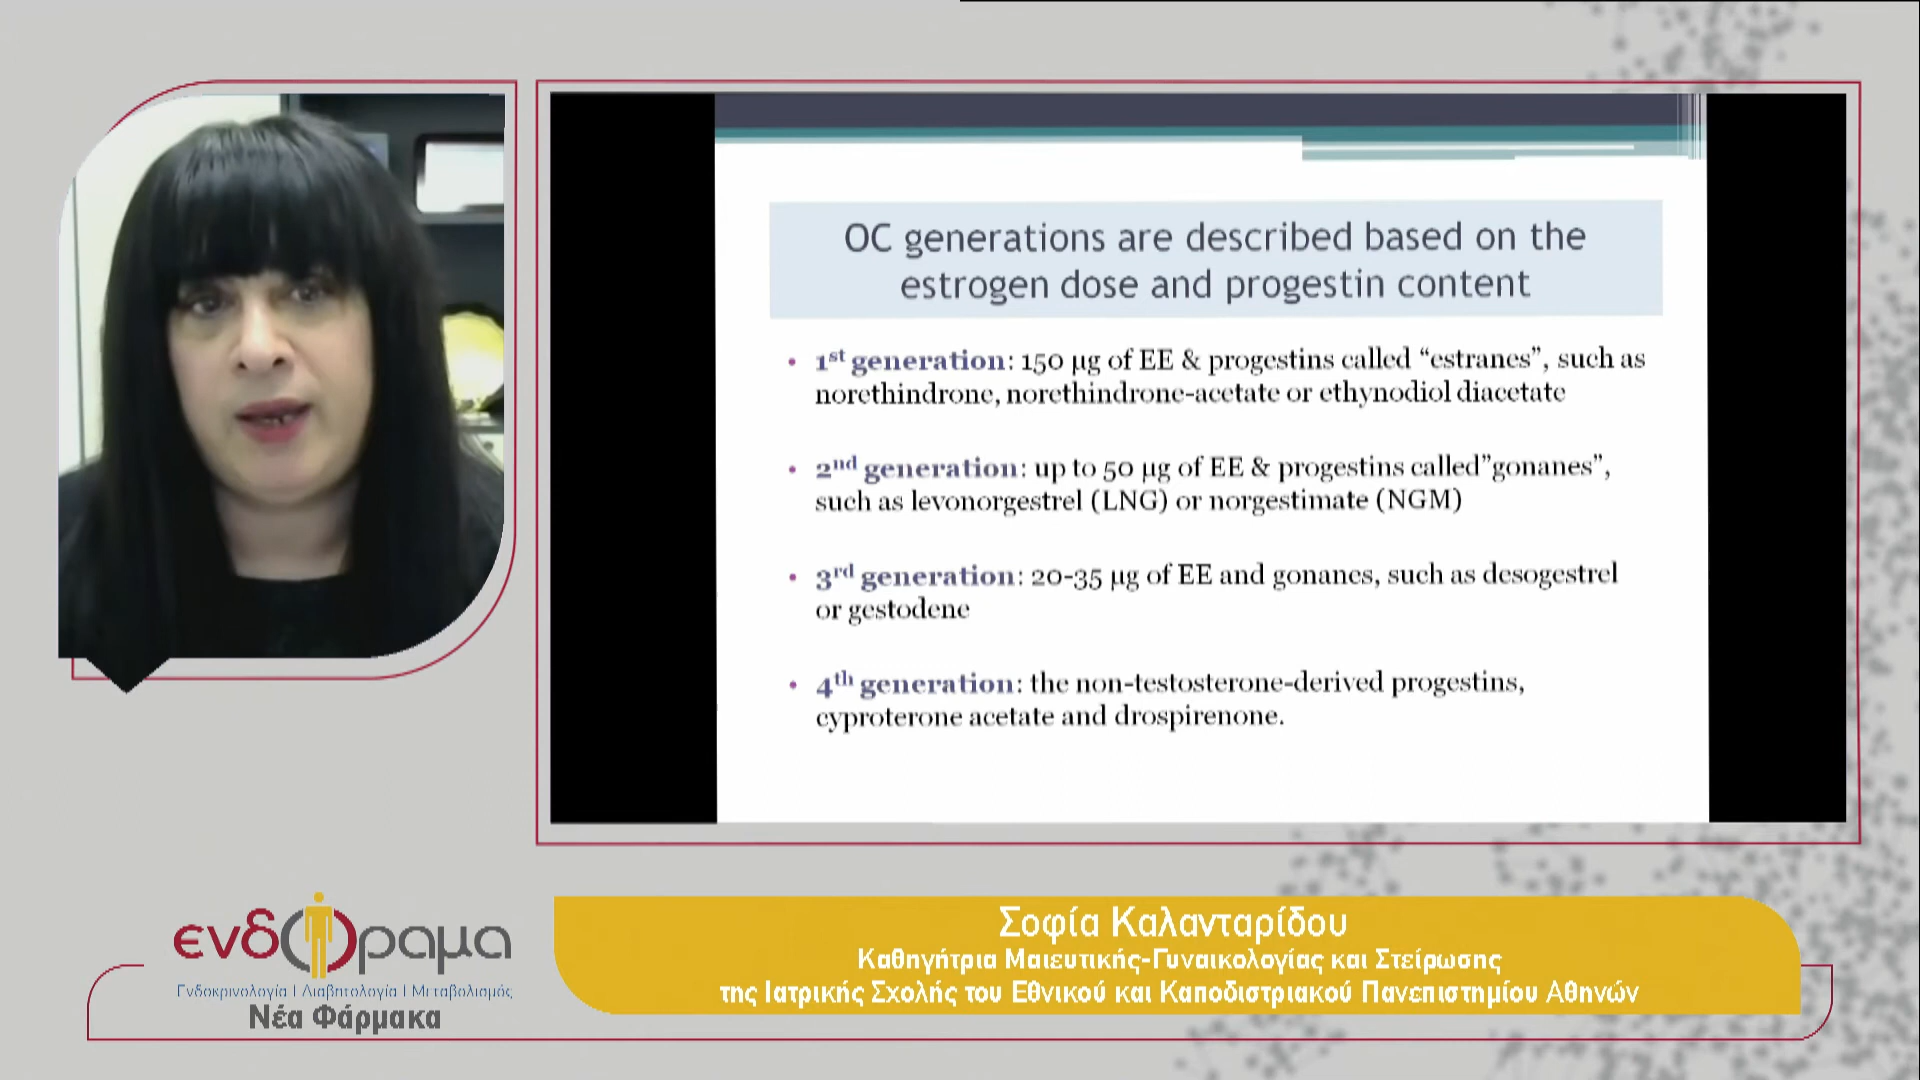 OC generations are described based on the
estrogen dose and progestin content
• 1st generation: 150 µg of EE & progestins called “estranes”, such as
norethindrone, norethindrone-acetate or ethynodiol diacetate
• 2nd generation: up to 50 µg of EE & progestins called”gonanes”,
such as levonorgestrel (LNG) or norgestimate (NGM)
• 3rd generation: 20-35 µg of EE and gonanes, such as desogestrel
or gestodene
• 4th generation: the non-testosterone-derived progestins,
cyproterone acetate and drospirenone.
ενδόραμα
Ενδοκρινολογία | Διαβητολογία | Μεταβολισμός
Νέα Φάρμακα
Σοφία Καλανταρίδου
Καθηγήτρια Μαιευτικής-Γυναικολογίας και Στείρωσης
της Ιατρικής Σχολής του Εθνικού και Καποδιστριακού Πανεπιστημίου Αθηνών